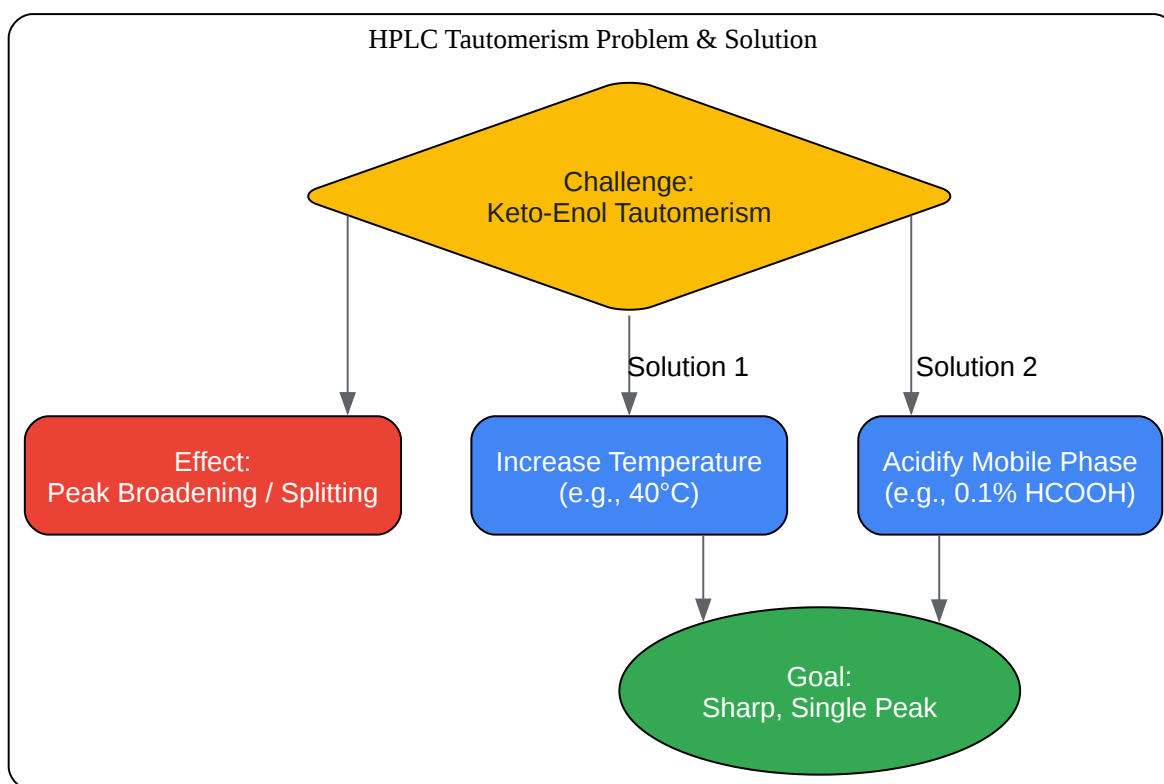 HPLC Tautomerism Problem & Solution
Challenge:
Keto-Enol Tautomerism
Solution 1
Solution 2
Effect:
Peak Broadening / Splitting
Increase Temperature
(e.g., 40°C)
Acidify Mobile Phase
(e.g., 0.1% HCOOH)
Goal:
Sharp, Single Peak